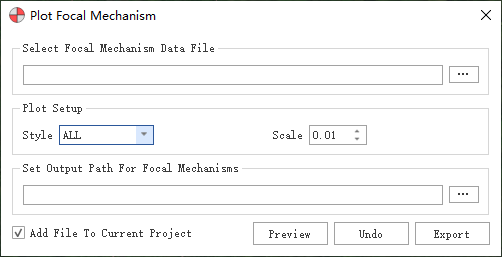 Plot Focal Mechanism
Select Focal Mechanism Data File
...
Plot Setup
Style ALL Scale 0.01
Set Output Path For Focal Mechanisms
...
Add File To Current Project Preview Undo Export